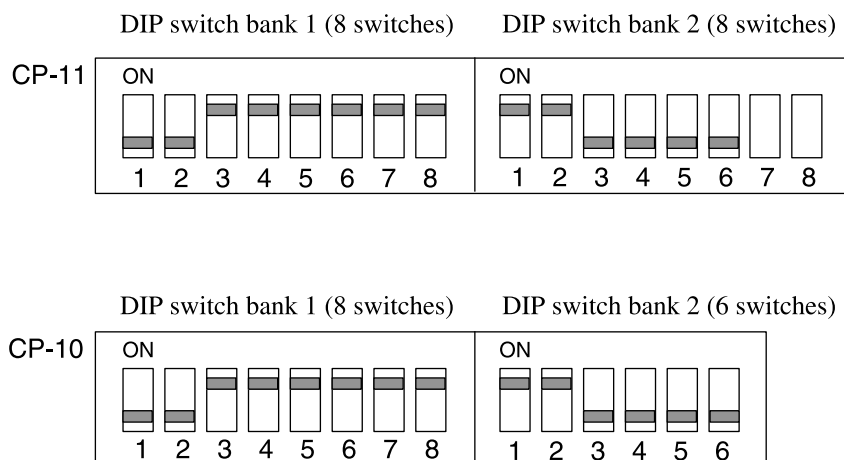 DIP switch bank 1 (8 switches) DIP switch bank 2 (8 switches)
CP-11 ON ON
1 2 3 4 5 6 7 8 1 2 3 4 5 6 7 8
DIP switch bank 1 (8 switches) DIP switch bank 2 (6 switches)
CP-10 ON ON
1 2 3 4 5 6 7 8 1 2 3 4 5 6